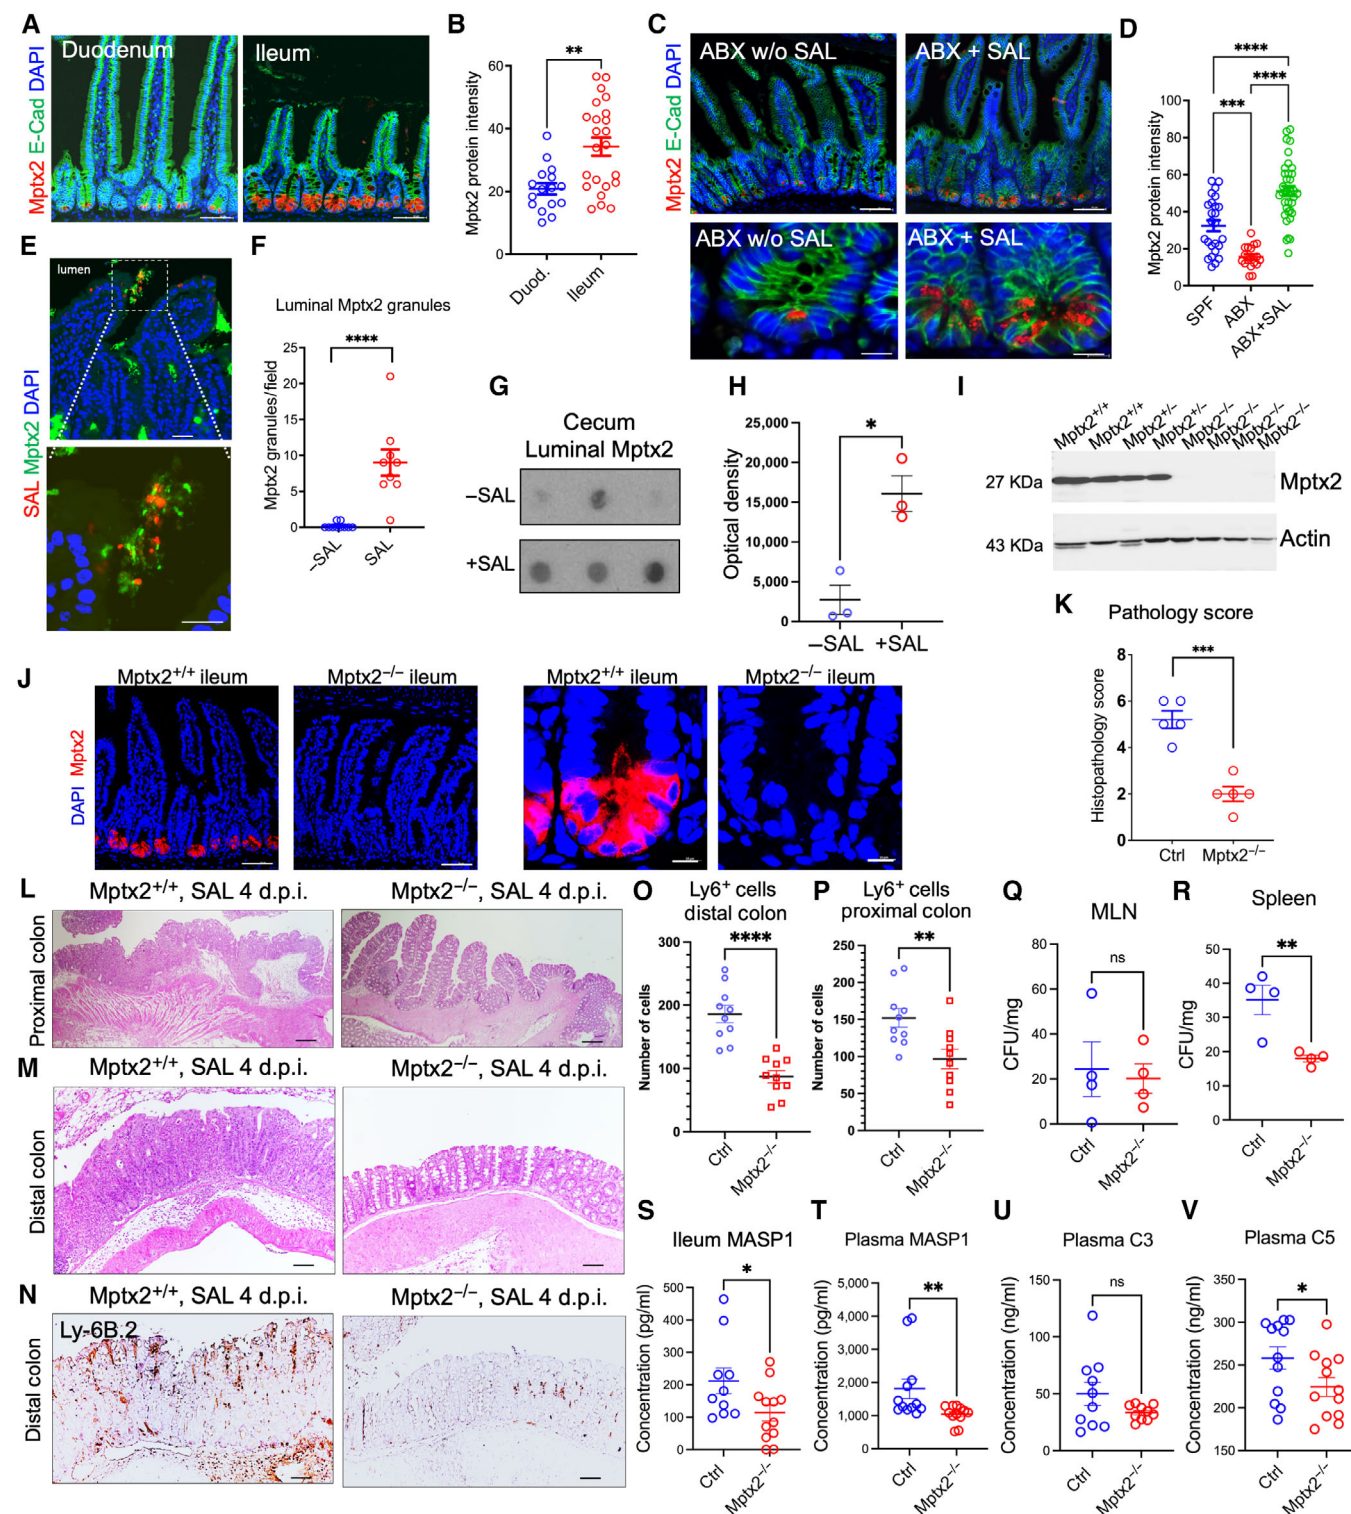 A
Mptx2 E-Cad DAPI
Duodenum
Ileum
B
**
Mptx2 protein intensity
60
40
20
0
Duod.
Ileum
C
Mptx2 E-Cad DAPI
ABX w/o SAL
ABX + SAL
ABX w/o SAL
ABX + SAL
D
****
****
***
Mptx2 protein intensity
100
80
60
40
20
0
SPF
ABX
ABX+SAL
E
SAL Mptx2 DAPI
lumen
F
Luminal Mptx2 granules
****
Mptx2 granules/field
25
20
15
10
5
0
–SAL
SAL
G
Cecum
Luminal Mptx2
–SAL
+SAL
H
*
Optical density
25,000
20,000
15,000
10,000
5,000
0
–SAL
+SAL
I
Mptx2+/+
Mptx2+/+
Mptx2+/–
Mptx2+/–
Mptx2–/–
Mptx2–/–
Mptx2–/–
Mptx2–/–
27 KDa
Mptx2
43 KDa
Actin
J
DAPI Mptx2
Mptx2+/+ ileum
Mptx2–/– ileum
Mptx2+/+ ileum
Mptx2–/– ileum
K
Pathology score
***
Histopathology score
8
6
4
2
0
Ctrl
Mptx2–/–
L
Mptx2+/+, SAL 4 d.p.i.
Mptx2–/–, SAL 4 d.p.i.
Proximal colon
M
Mptx2+/+, SAL 4 d.p.i.
Mptx2–/–, SAL 4 d.p.i.
Distal colon
N
Mptx2+/+, SAL 4 d.p.i.
Mptx2–/–, SAL 4 d.p.i.
Ly-6B.2
Distal colon
O
Ly6+ cells
distal colon
****
Number of cells
300
200
100
0
Ctrl
Mptx2–/–
P
Ly6+ cells
proximal colon
**
Number of cells
250
200
150
100
50
0
Ctrl
Mptx2–/–
Q
MLN
ns
CFU/mg
80
60
40
20
0
Ctrl
Mptx2–/–
R
Spleen
**
CFU/mg
50
40
30
20
10
0
Ctrl
Mptx2–/–
S
Ileum MASP1
*
Concentration (pg/ml)
500
400
300
200
100
0
Ctrl
Mptx2–/–
T
Plasma MASP1
**
Concentration (pg/ml)
5,000
4,000
3,000
2,000
1,000
0
Ctrl
Mptx2–/–
U
Plasma C3
ns
Concentration (ng/ml)
150
100
50
0
Ctrl
Mptx2–/–
V
Plasma C5
*
Concentration (ng/ml)
350
300
250
200
150
Ctrl
Mptx2–/–